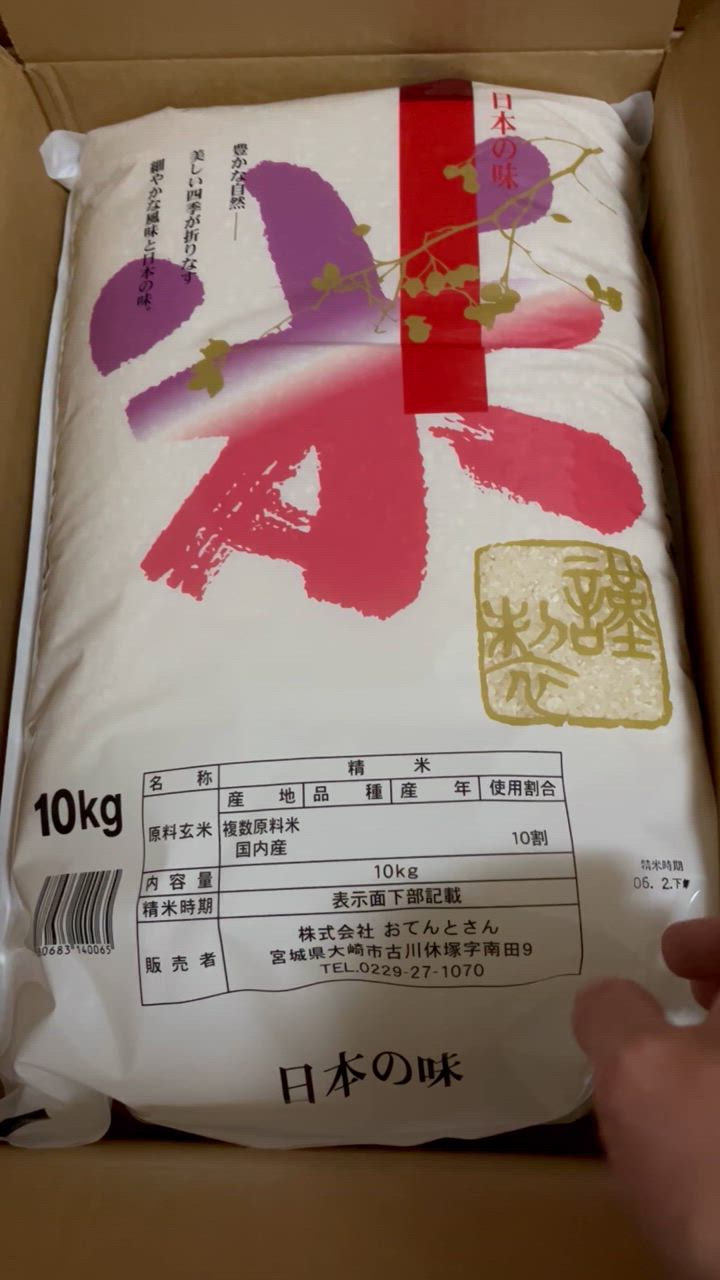 日本の味
豊かな自然―
美しい四季が折りなす
細やかな風味と日本の味。
米
謹製
10kg
名称 精米
原料玄米 産地 品種 産年 使用割合
複数原料米
国内産 10割
内容量 10kg
精米時期 表示面下部記載
販売者 株式会社 おてんとさん
宮城県大崎市古川休塚字南田9
TEL.0229-27-1070
精米時期
06. 2.下
0683 140065
日本の味